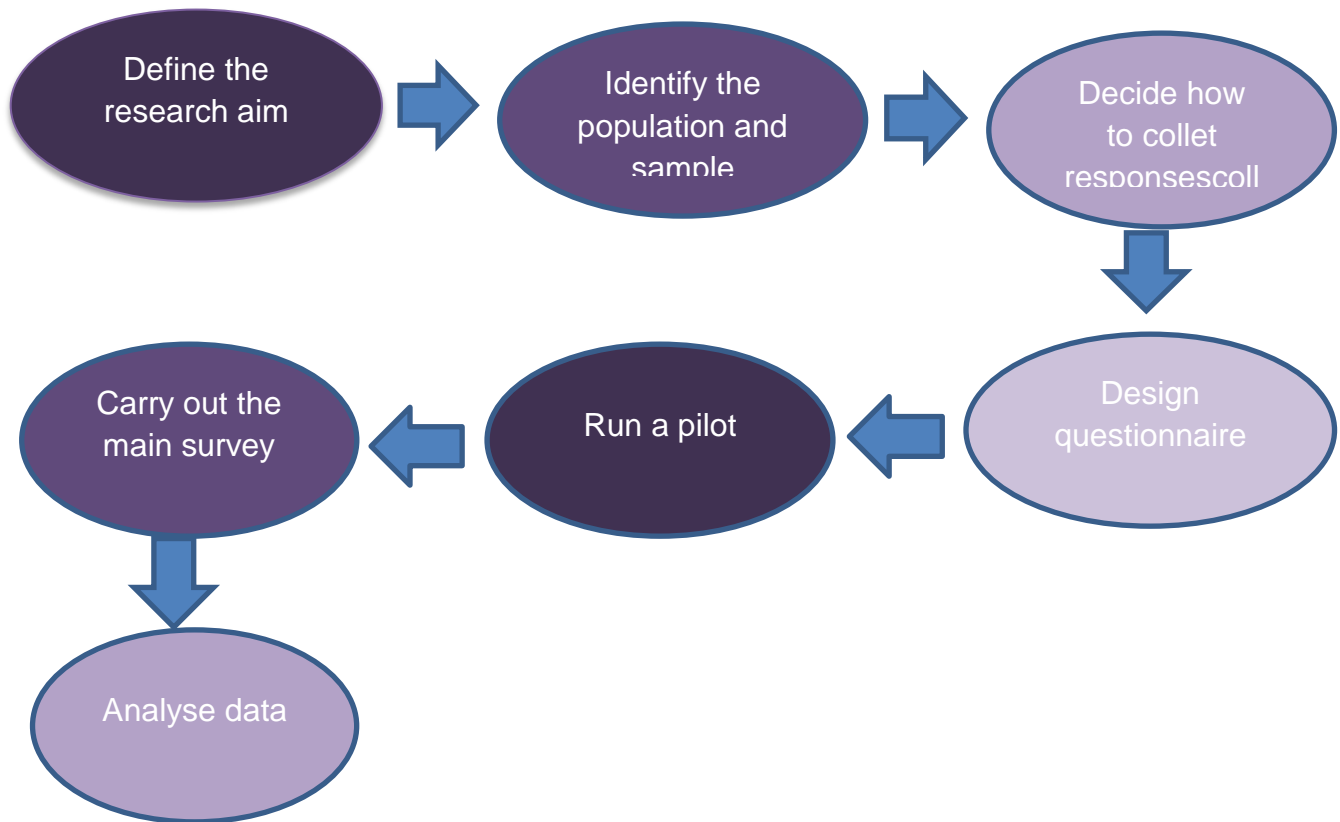 Define the
research aim
Identify the
population and
sample
Decide how
to collet
responsescoll
Design
questionnaire
Run a pilot
Carry out the
main survey
Analyse data